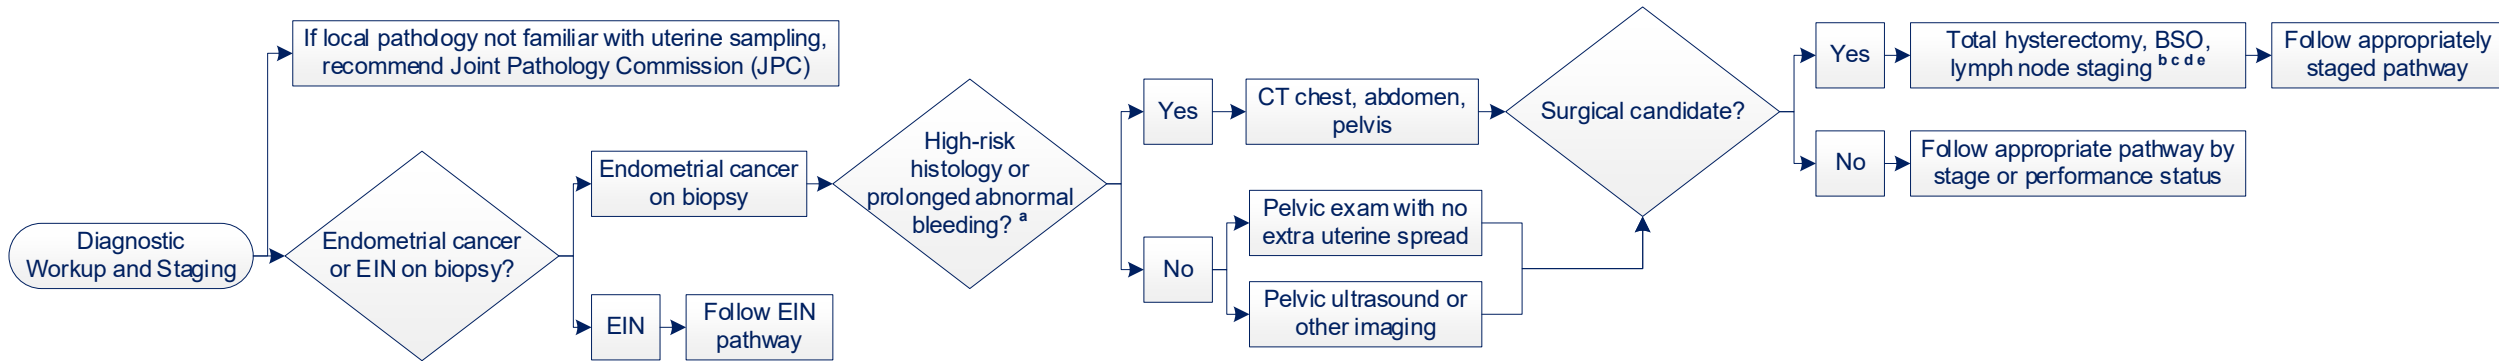 Diagnostic
Workup and Staging
If local pathology not familiar with uterine sampling,
recommend Joint Pathology Commission (JPC)
Endometrial cancer
or EIN on biopsy?
Endometrial cancer
on biopsy
EIN
Follow EIN
pathway
High-risk
histology or
prolonged abnormal
bleeding? a
Yes
CT chest, abdomen,
pelvis
No
Pelvic exam with no
extra uterine spread
Pelvic ultrasound or
other imaging
Surgical candidate?
Yes
Total hysterectomy, BSO,
lymph node staging b c d e
Follow appropriately
staged pathway
No
Follow appropriate pathway by
stage or performance status